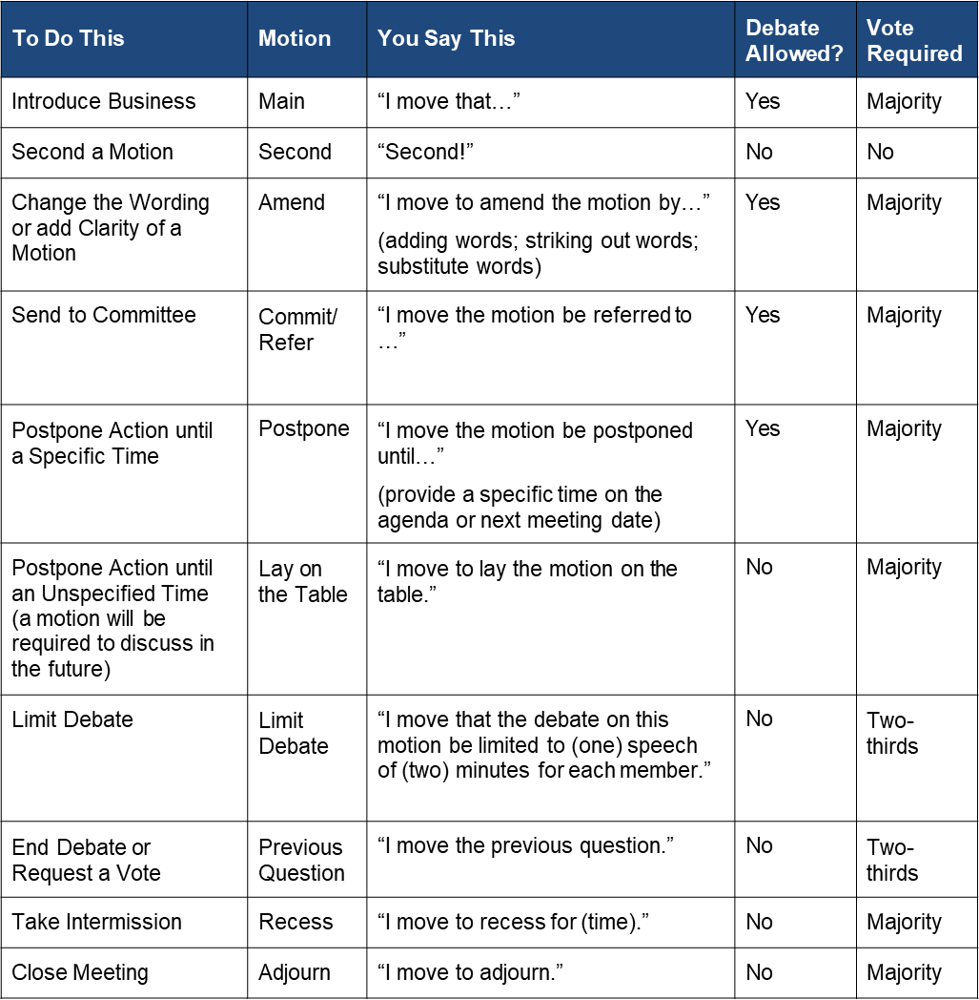 To Do This
Motion
You Say This
Debate
Allowed?
Vote
Required
Introduce Business
Main
“I move that…”
Yes
Majority
Second a Motion
Second
“Second!”
No
No
Change the Wording
or add Clarity of a
Motion
Amend
“I move to amend the motion by…”
(adding words; striking out words;
substitute words)
Yes
Majority
Send to Committee
Commit/
Refer
“I move the motion be referred to
…”
Yes
Majority
Postpone Action until
a Specific Time
Postpone
“I move the motion be postponed
until…”
(provide a specific time on the
agenda or next meeting date)
Yes
Majority
Postpone Action until
an Unspecified Time
(a motion will be
required to discuss in
the future)
Lay on
the Table
“I move to lay the motion on the
table.”
No
Majority
Limit Debate
Limit
Debate
“I move that the debate on this
motion be limited to (one) speech
of (two) minutes for each member.”
No
Two-
thirds
End Debate or
Request a Vote
Previous
Question
“I move the previous question.”
No
Two-
thirds
Take Intermission
Recess
“I move to recess for (time).”
No
Majority
Close Meeting
Adjourn
“I move to adjourn.”
No
Majority